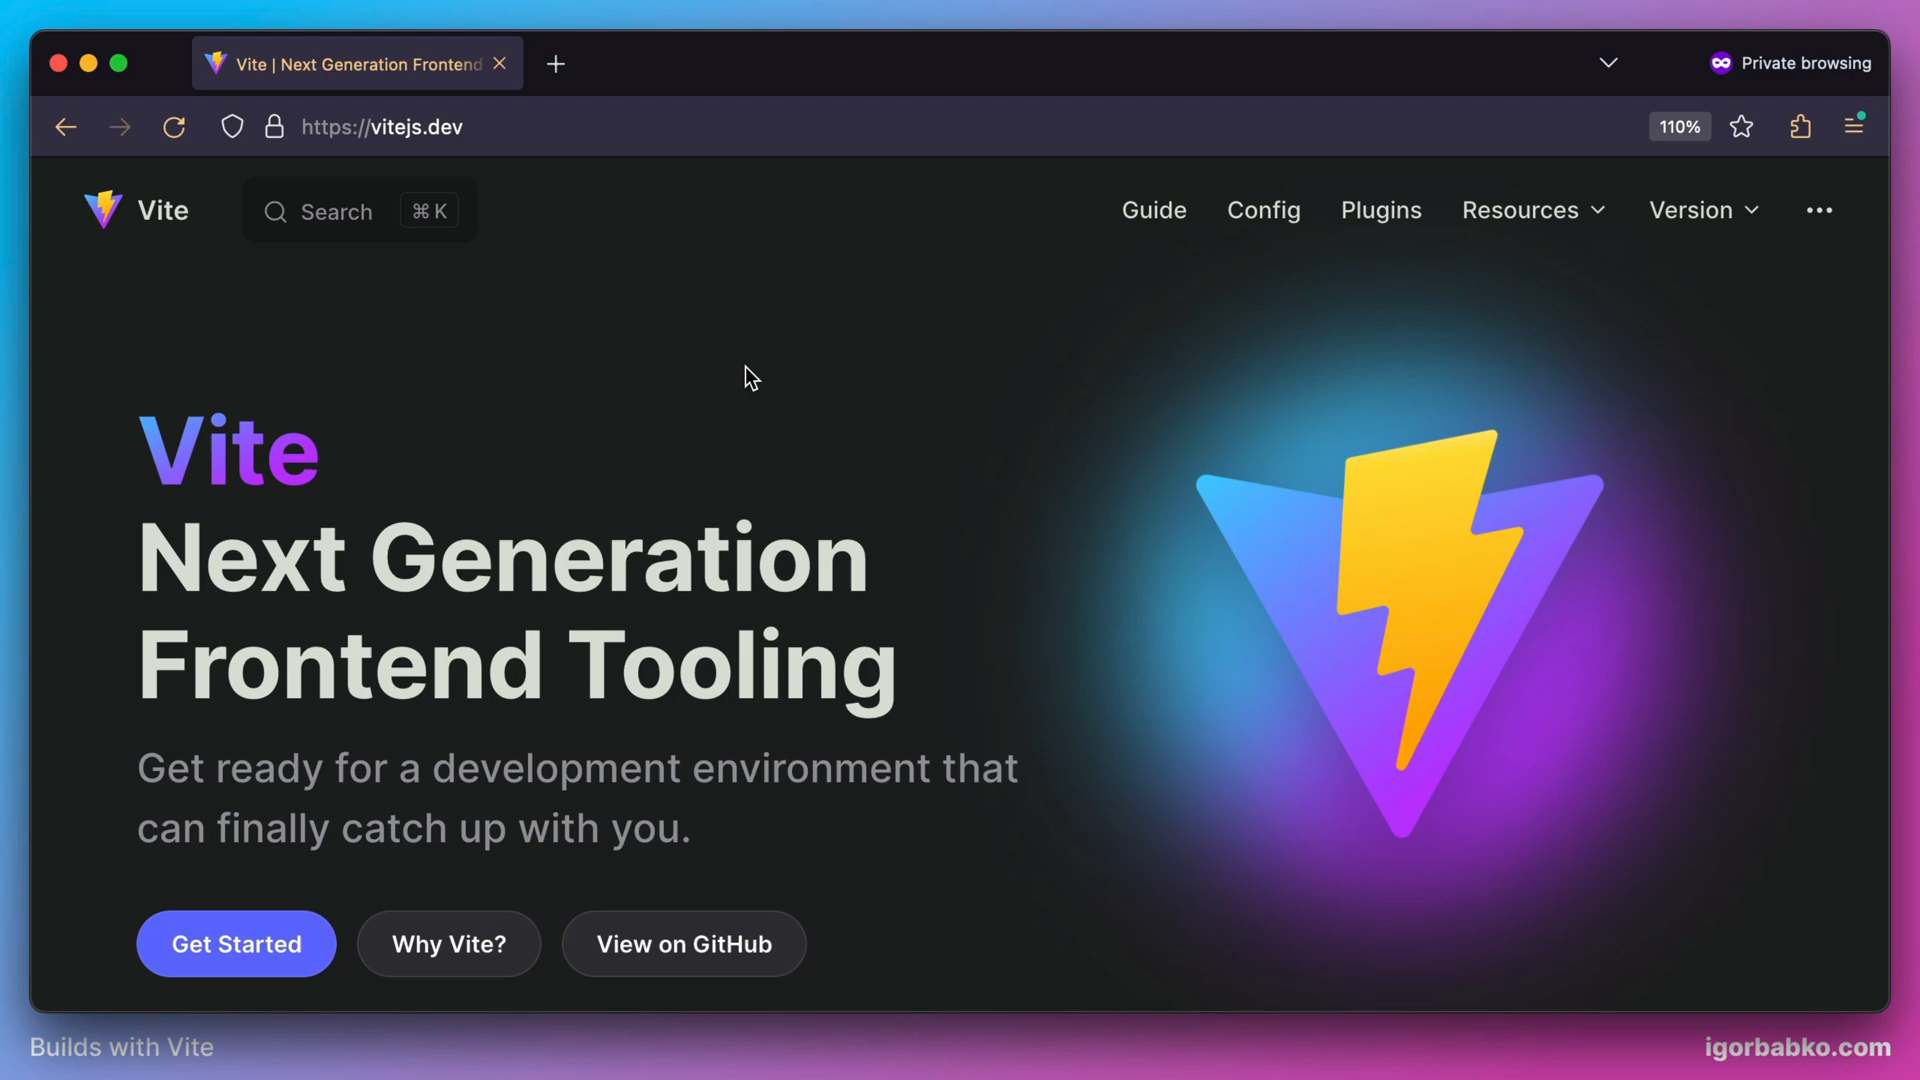 Vite | Next Generation Frontend
Private browsing
https://vitejs.dev
110%
Vite
Search
⌘ K
Guide
Config
Plugins
Resources
Version
Vite
Next Generation
Frontend Tooling
Get ready for a development environment that
can finally catch up with you.
Get Started
Why Vite?
View on GitHub
Builds with Vite
igorbabko.com